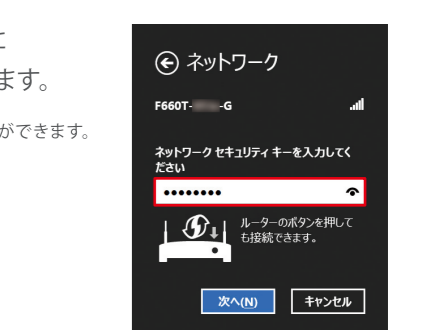 ます。
ができます。
ネットワーク
F660T- -G
ネットワーク セキュリティ キーを入力してく
ださい
••••••••
ルーターのボタンを押して
も接続できます。
次へ(N)
キャンセル